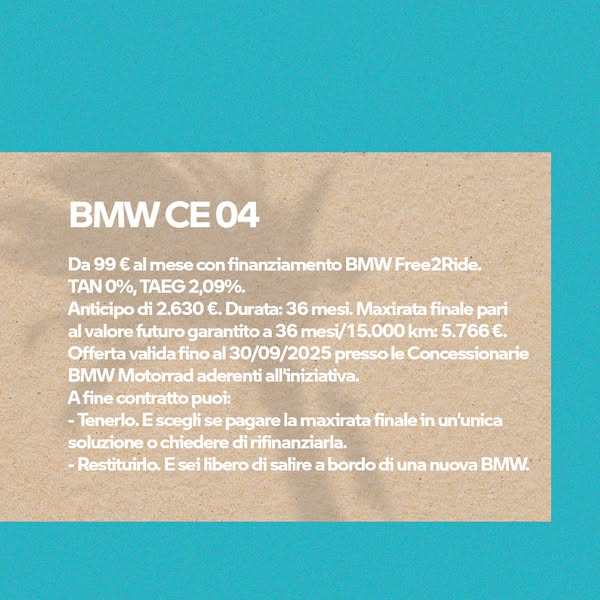 BMW CE 04
Da 99 € al mese con finanziamento BMW Free2Ride.
TAN 0%, TAEG 2,09%.
Anticipo di 2.630 €. Durata: 36 mesi. Maxirata finale pari
al valore futuro garantito a 36 mesi/15.000 km: 5.766 €.
Offerta valida fino al 30/09/2025 presso le Concessionarie
BMW Motorrad aderenti all'iniziativa.
A fine contratto puoi:
- Tenerlo. E scegli se pagare la maxirata finale in un'unica
soluzione o chiedere di rifinanziarla.
- Restituirlo. E sei libero di salire a bordo di una nuova BMW.